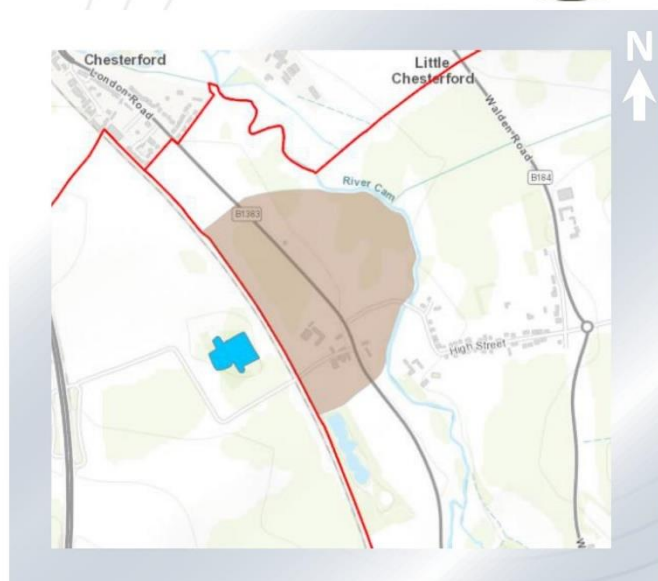 N
Chesterford
London Road
Little
Chesterford
Walden Road
River Cam
B184
B1383
High Street
W